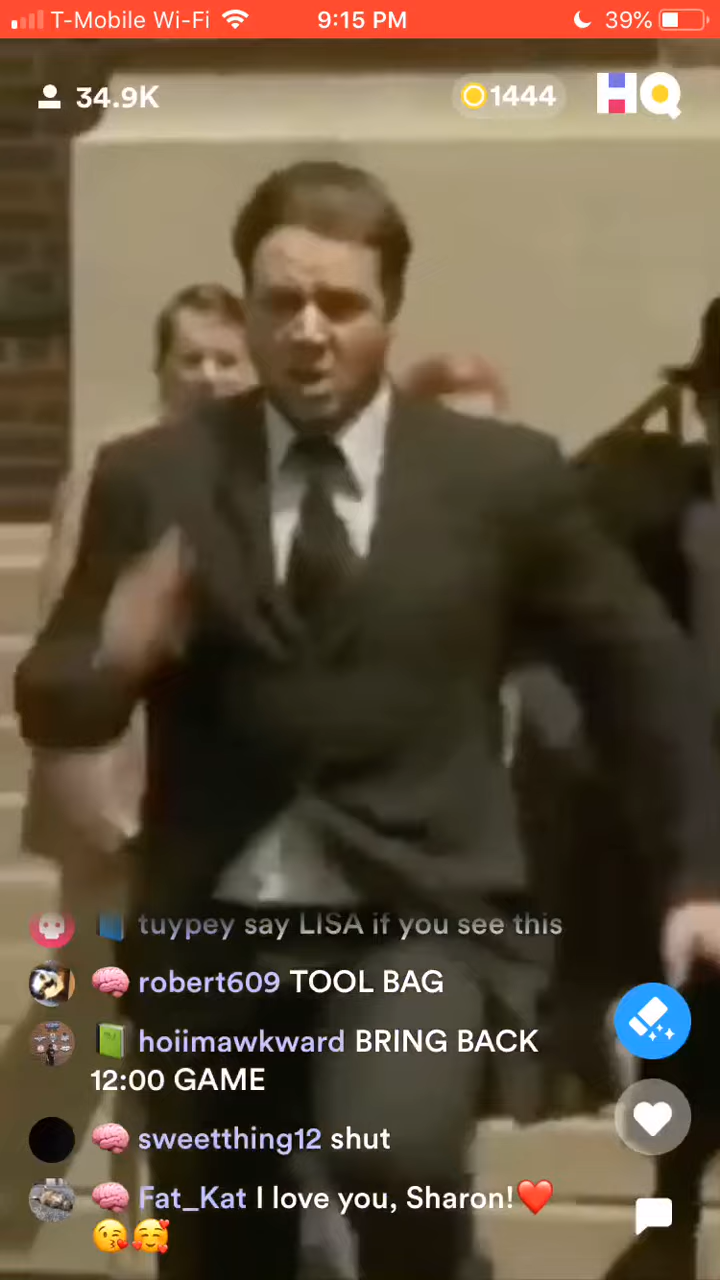 T-Mobile Wi-Fi 9:15 PM 39%
34.9K 1444 HQ
tuypey say LISA if you see this
robert609 TOOL BAG
hoiimawkward BRING BACK
12:00 GAME
sweetthing12 shut
Fat_Kat I love you, Sharon!❤️
😘🥰